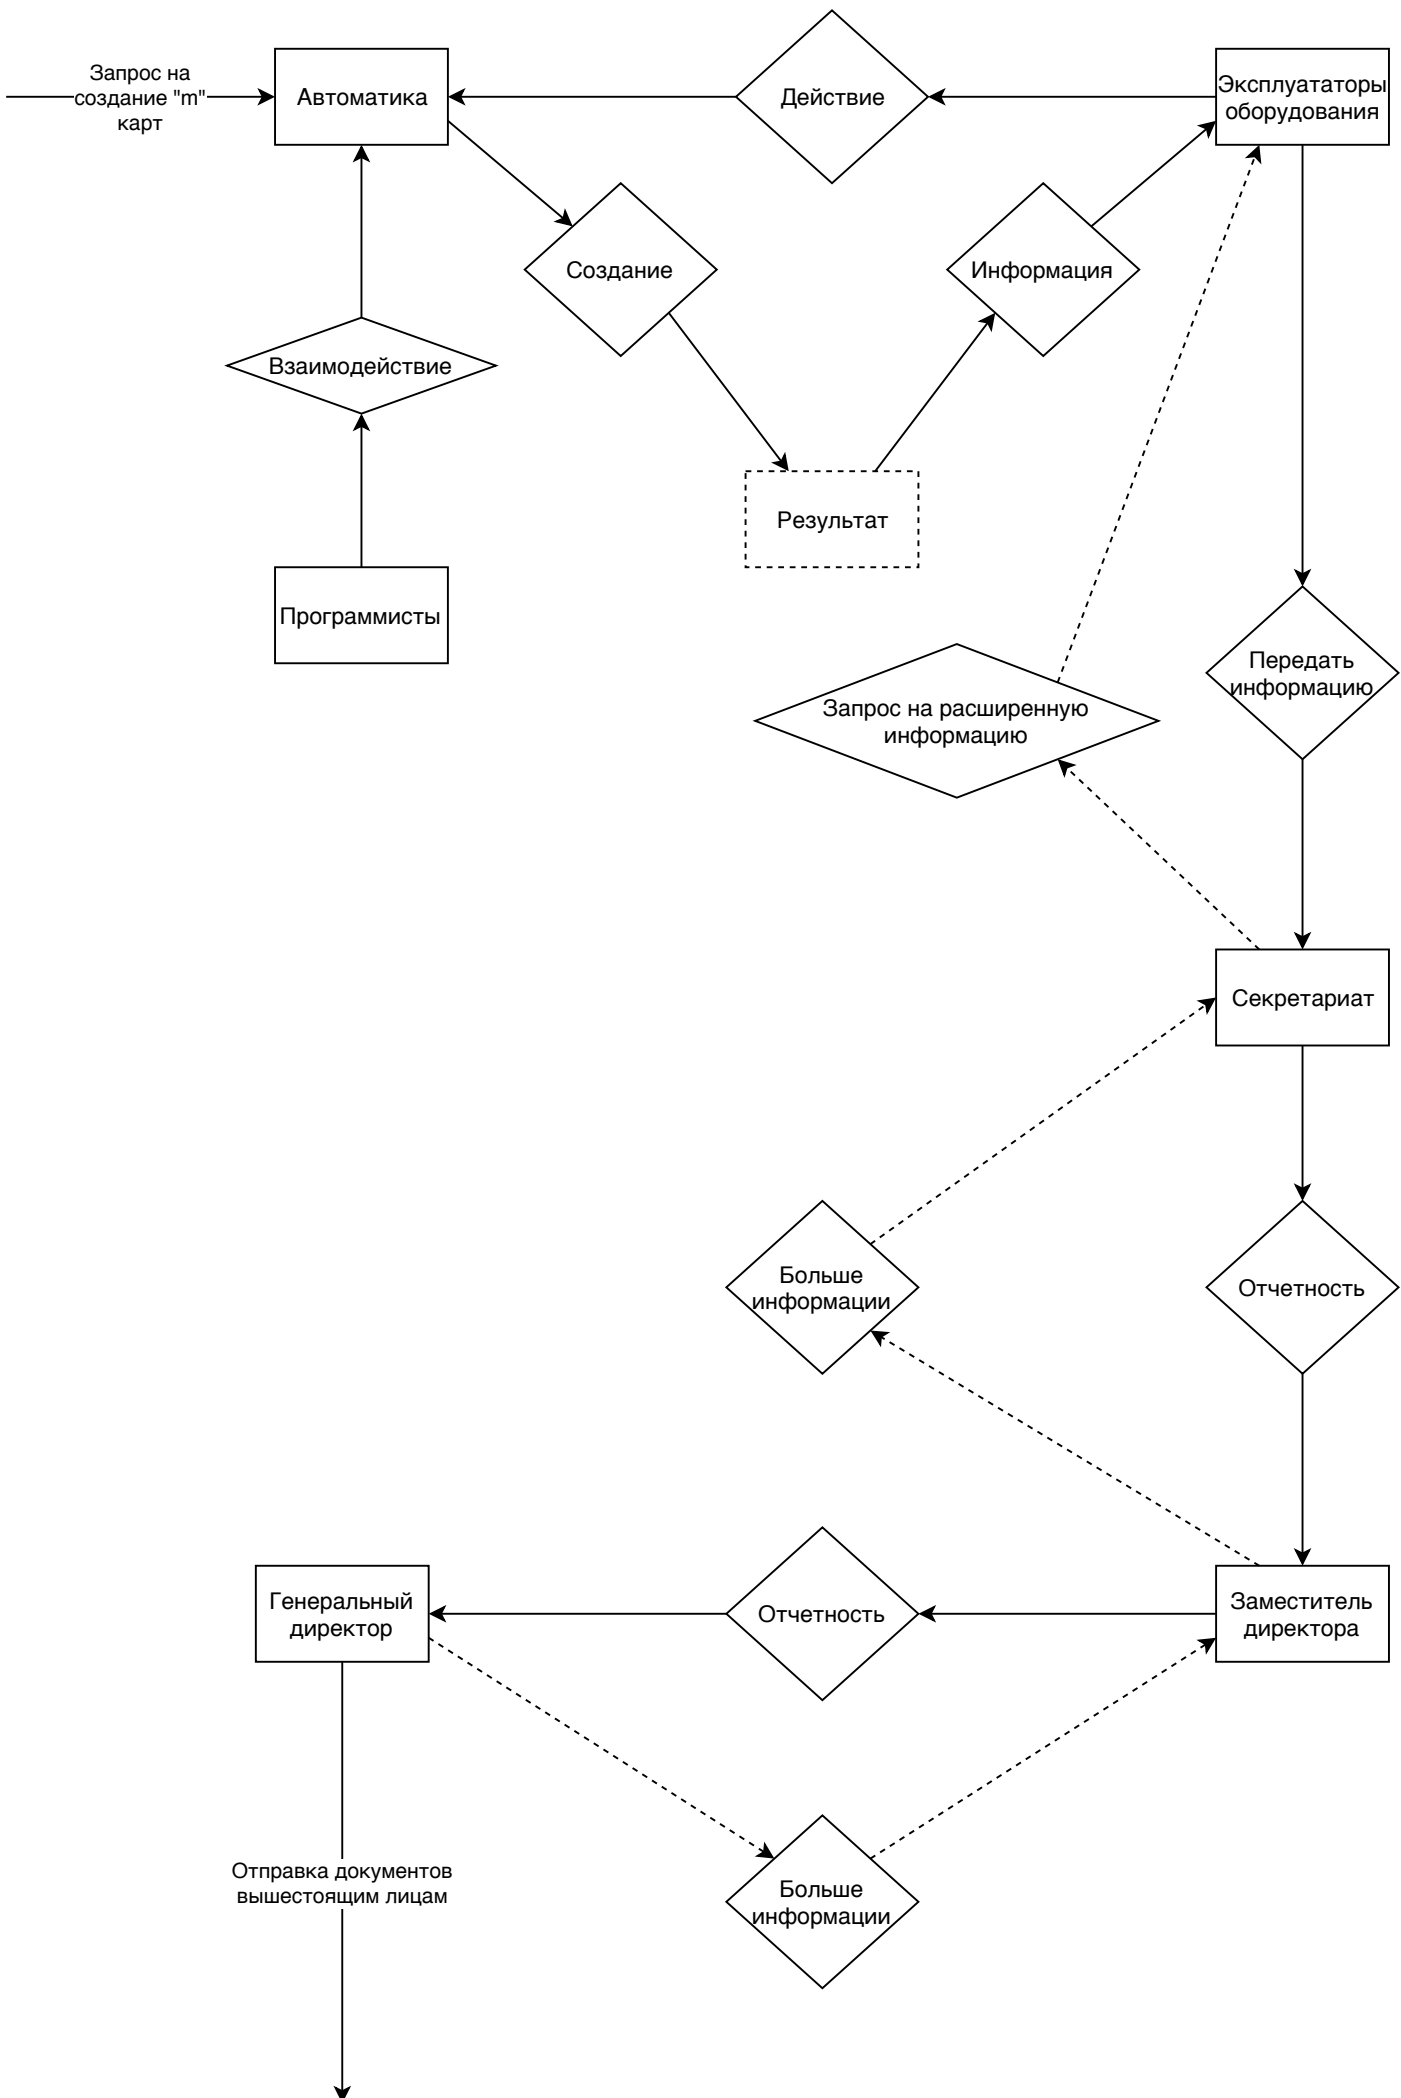 Запрос на
создание "m"
карт
Автоматика
Действие
Эксплуататоры
оборудования
Создание
Информация
Взаимодействие
Результат
Программисты
Передать
информацию
Запрос на расширенную
информацию
Секретариат
Больше
информации
Отчетность
Генеральный
директор
Отчетность
Заместитель
директора
Отправка документов
вышестоящим лицам
Больше
информации